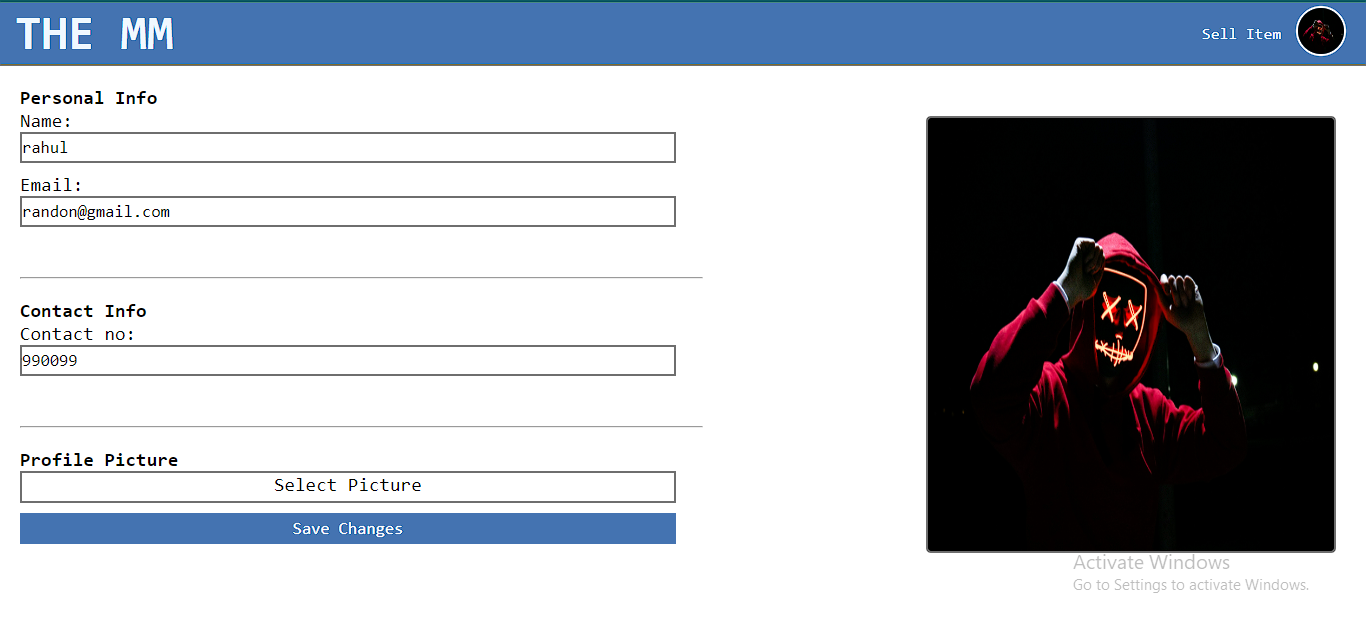 THE MM
Sell Item
Personal Info
Name:
rahul
Email:
randon@gmail.com
Contact Info
Contact no:
990099
Profile Picture
Select Picture
Save Changes
Activate Windows
Go to Settings to activate Windows.